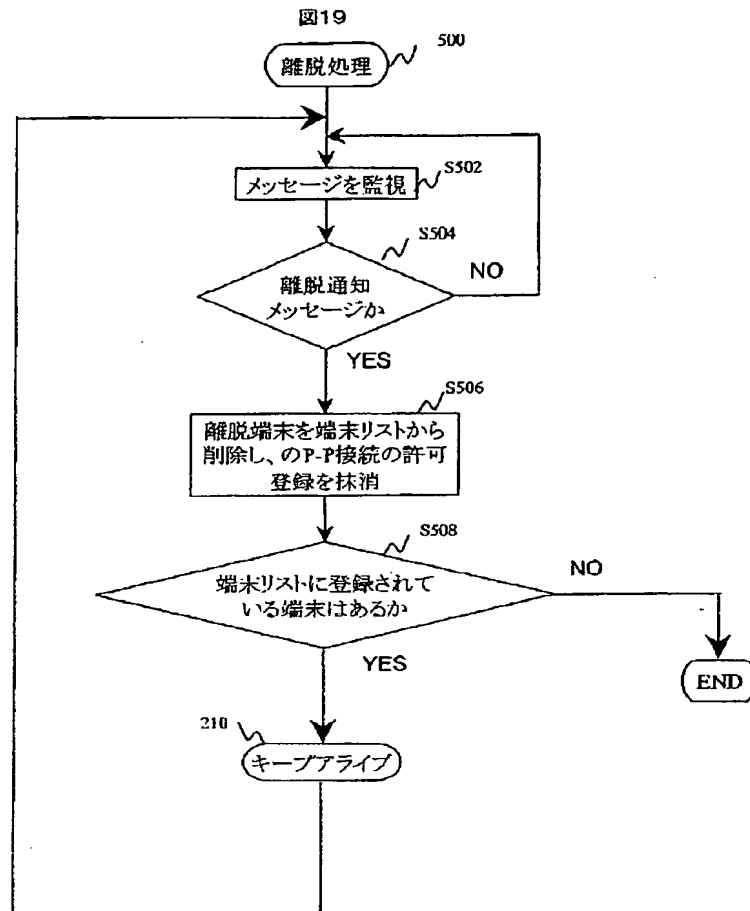 図19
500
離脱処理
S502
メッセージを監視
S504
離脱通知
メッセージか
NO
YES
S506
離脱端末を端末リストから
削除し、のP-P接続の許可
登録を抹消
S508
端末リストに登録されて
いる端末はあるか
NO
YES
END
210
キープアライブ